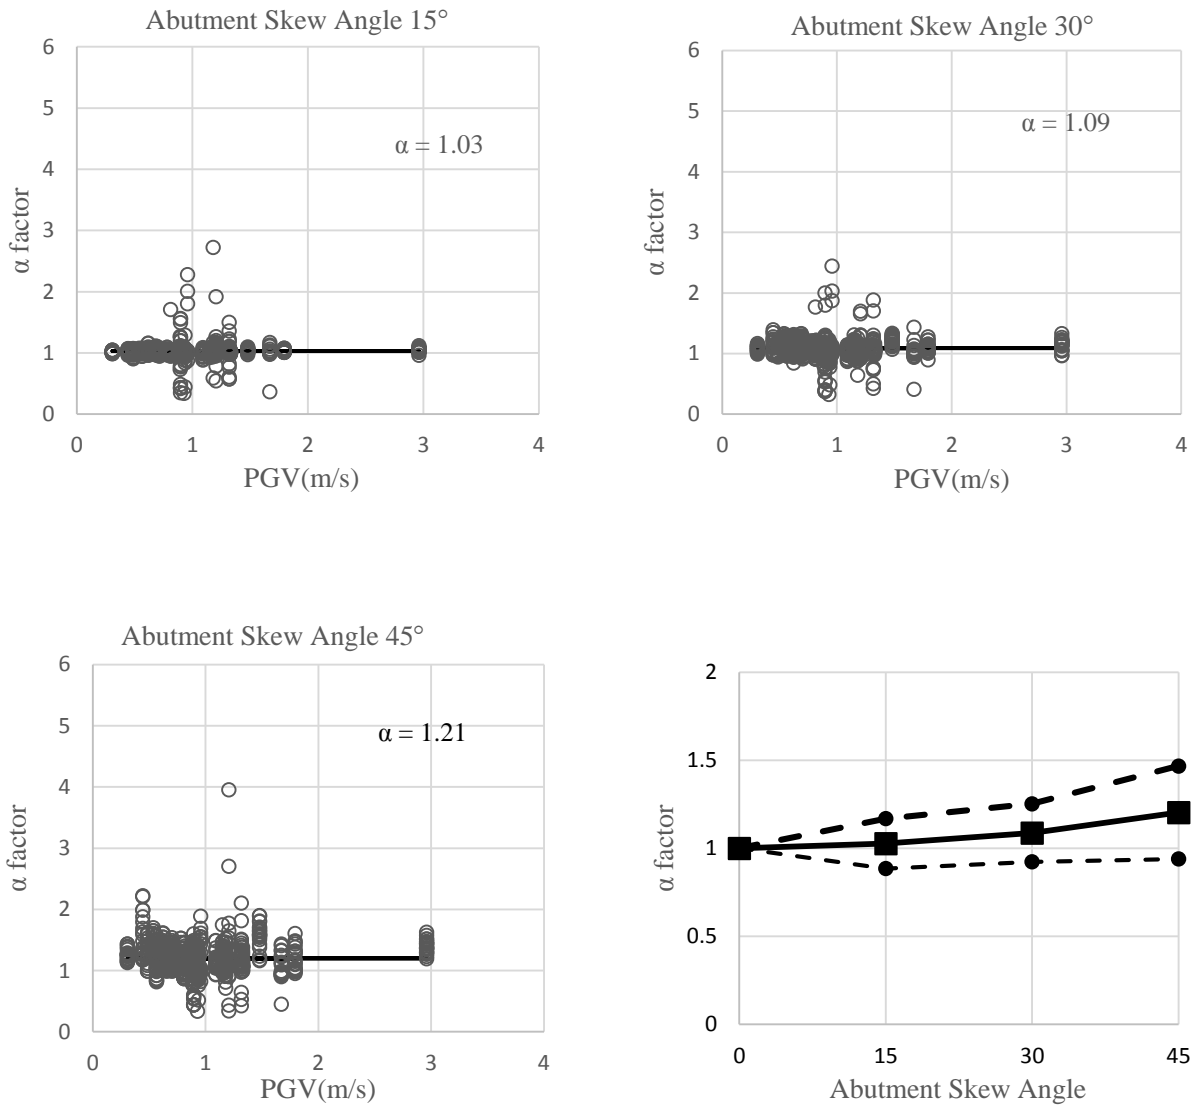 Abutment Skew Angle 15°
6
5
4
3
2
1
0
0 1 2 3 4
α factor
PGV(m/s)
α = 1.03
Abutment Skew Angle 30°
6
5
4
3
2
1
0
0 1 2 3 4
α factor
PGV(m/s)
α = 1.09
Abutment Skew Angle 45°
6
5
4
3
2
1
0
0 1 2 3 4
α factor
PGV(m/s)
α = 1.21
2
1.5
1
0.5
0
0 15 30 45
α factor
Abutment Skew Angle